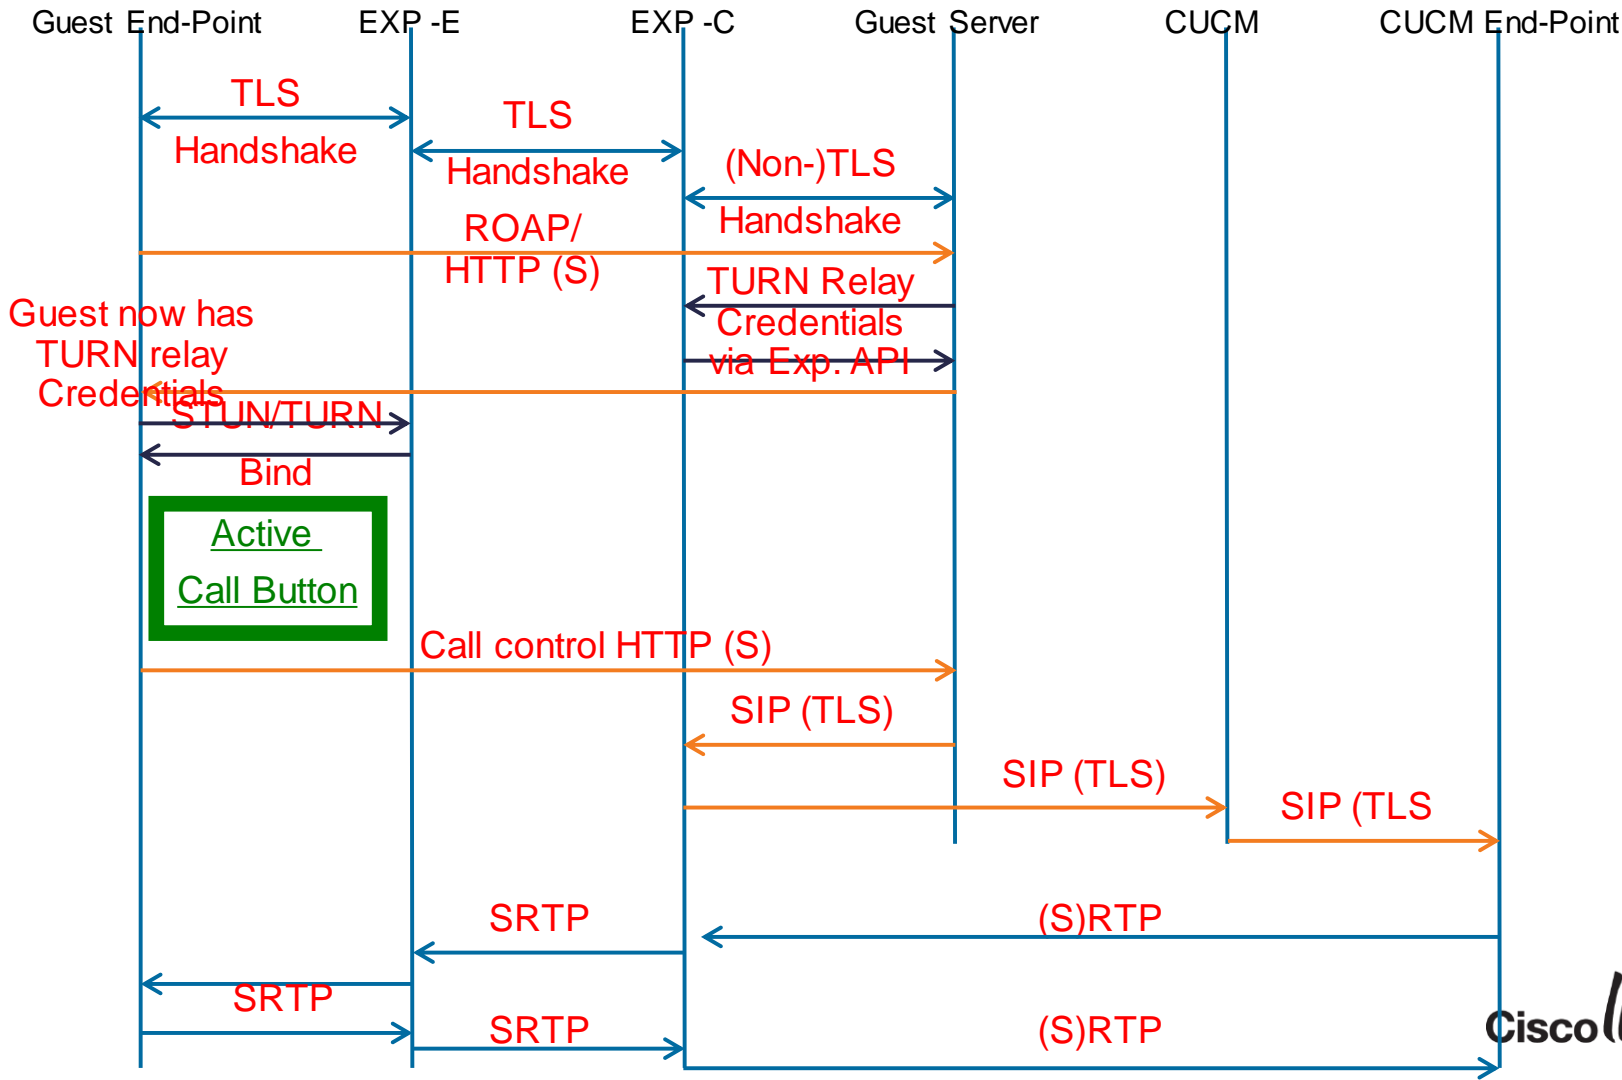 Guest End-Point EXP -E EXP -C Guest Server CUCM CUCM End-Point
TLS
Handshake
TLS
Handshake
(Non-)TLS
Handshake
ROAP/
HTTP (S)
TURN Relay
Credentials
via Exp. API
Guest now has
TURN relay
Credentials
STUN/TURN
Bind
Active
Call Button
Call control HTTP (S)
SIP (TLS)
SIP (TLS)
SIP (TLS
SRTP
(S)RTP
SRTP
SRTP
(S)RTP
Cisco